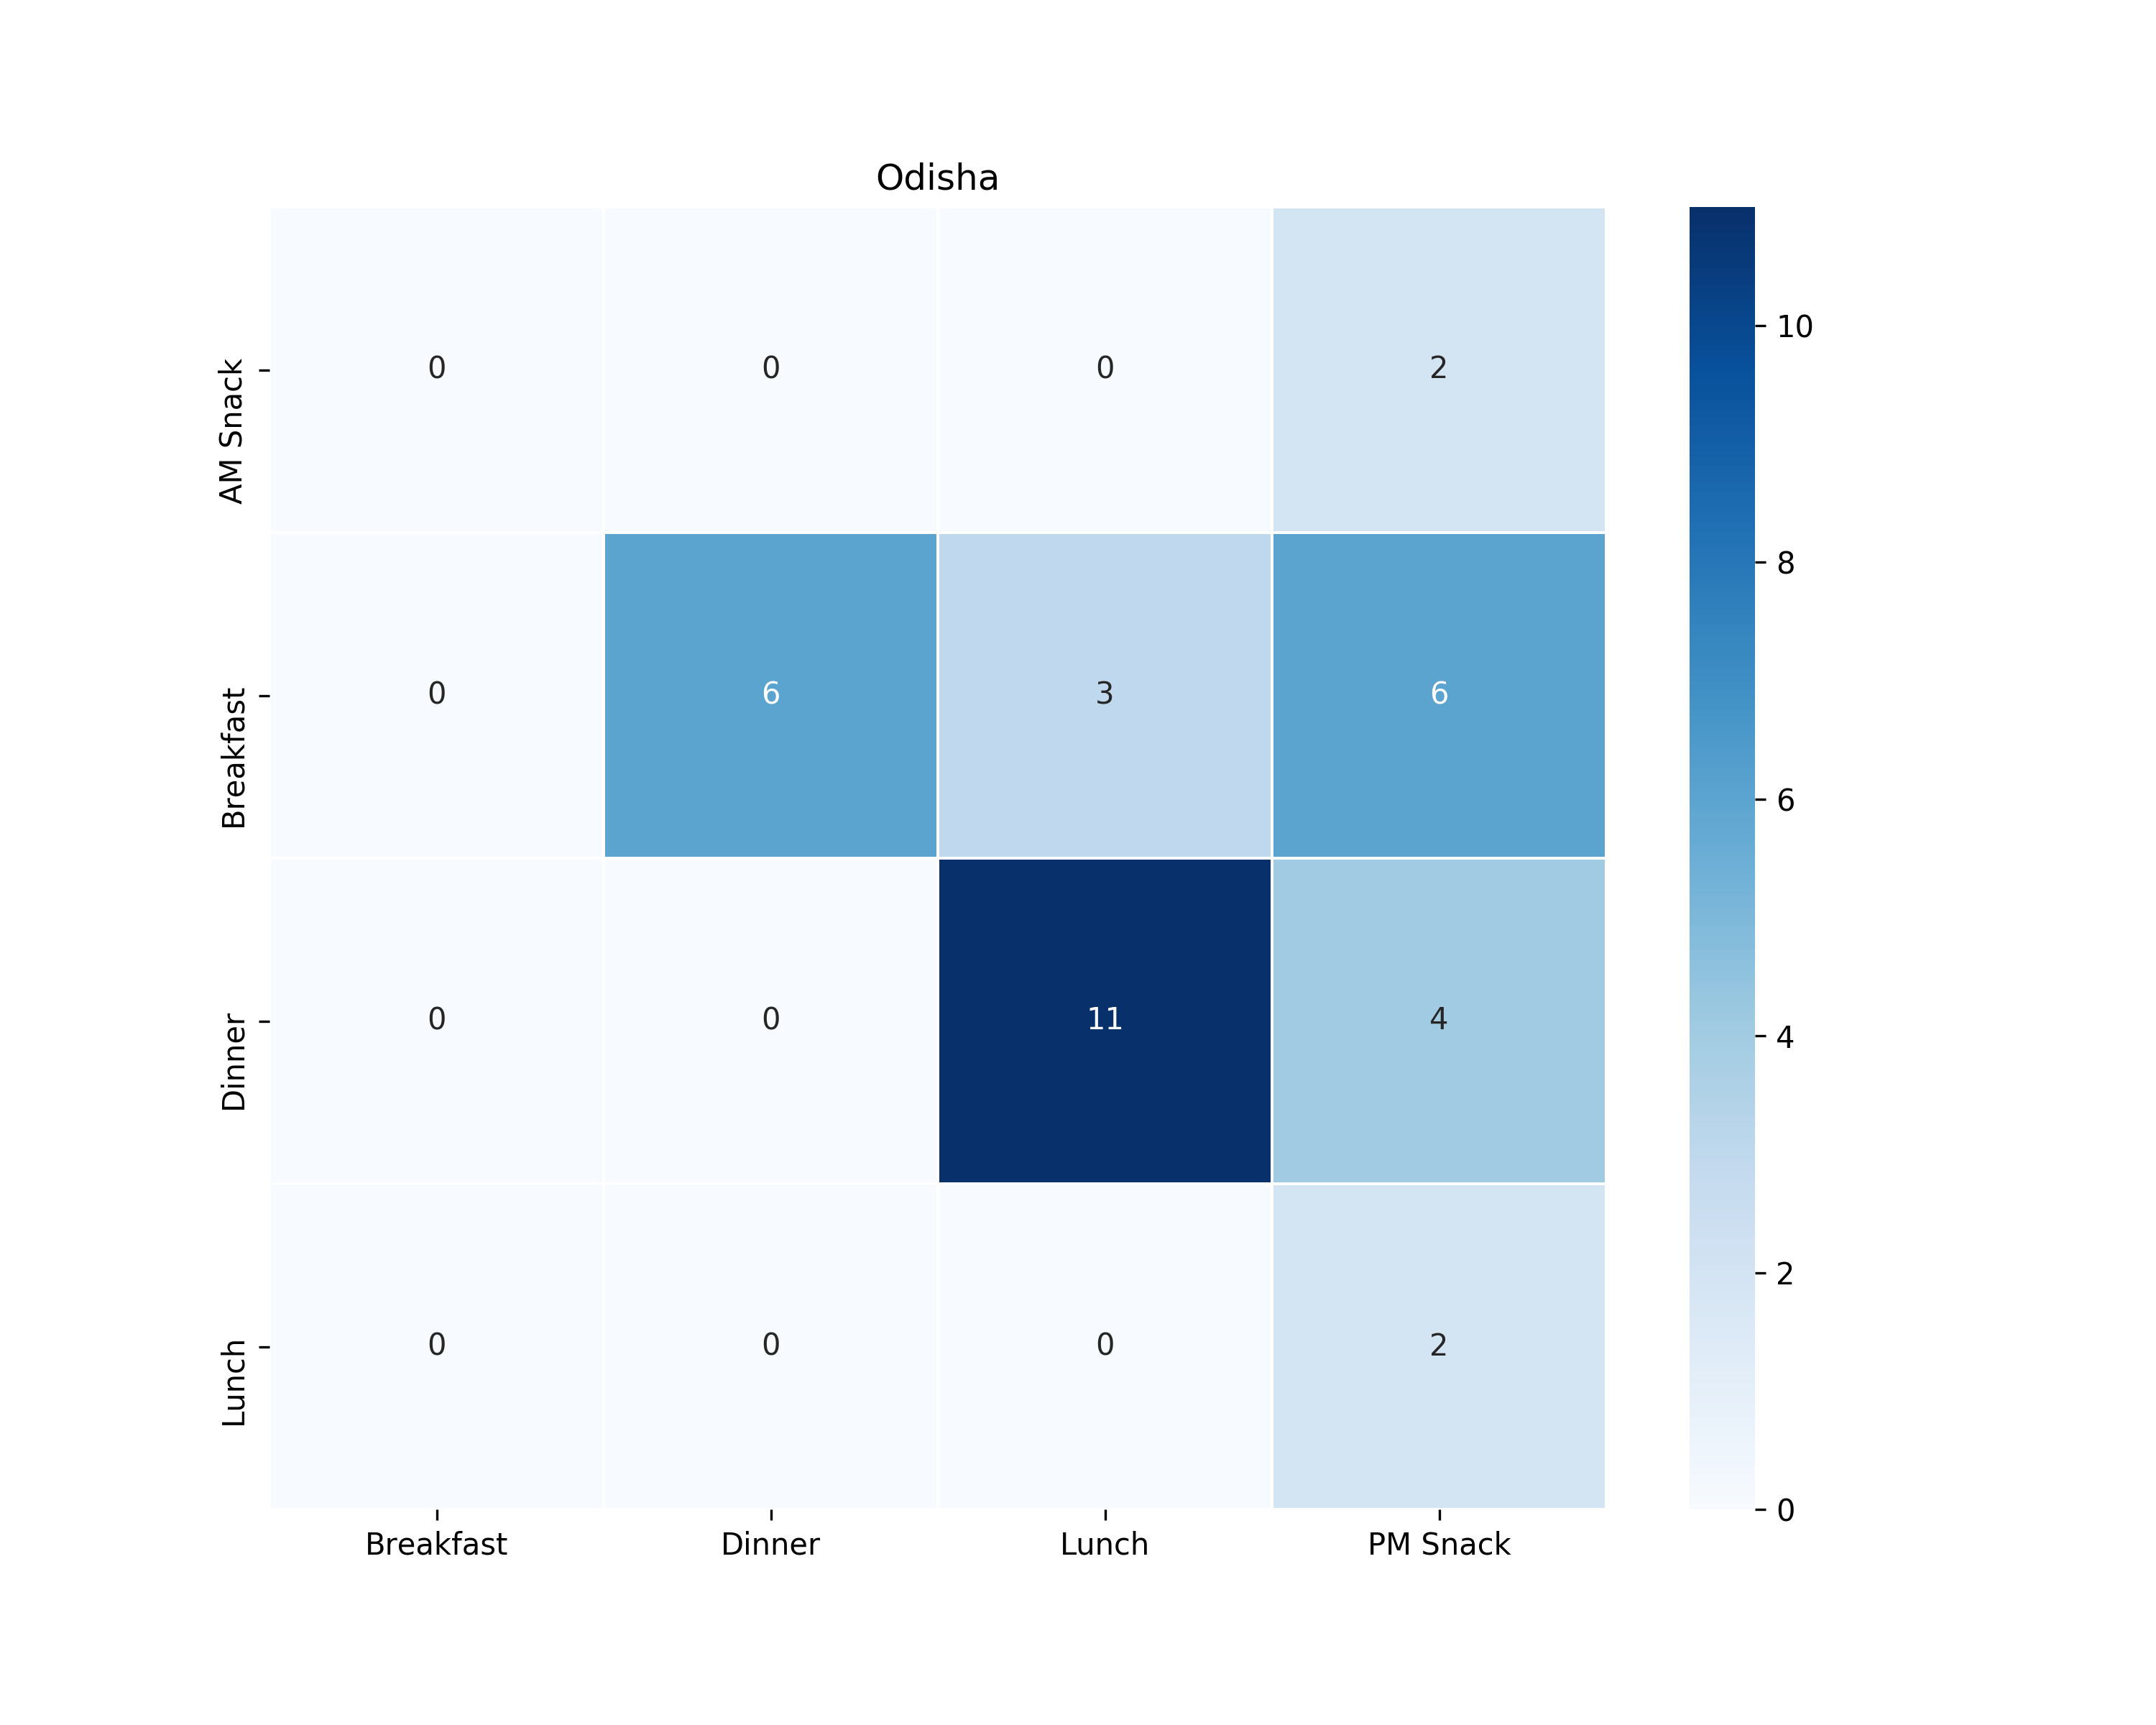 Odisha
AM Snack
0 0 0 2
Breakfast
0 6 3 6
Dinner
0 0 11 4
Lunch
0 0 0 2
Breakfast Dinner Lunch PM Snack
10
8
6
4
2
0